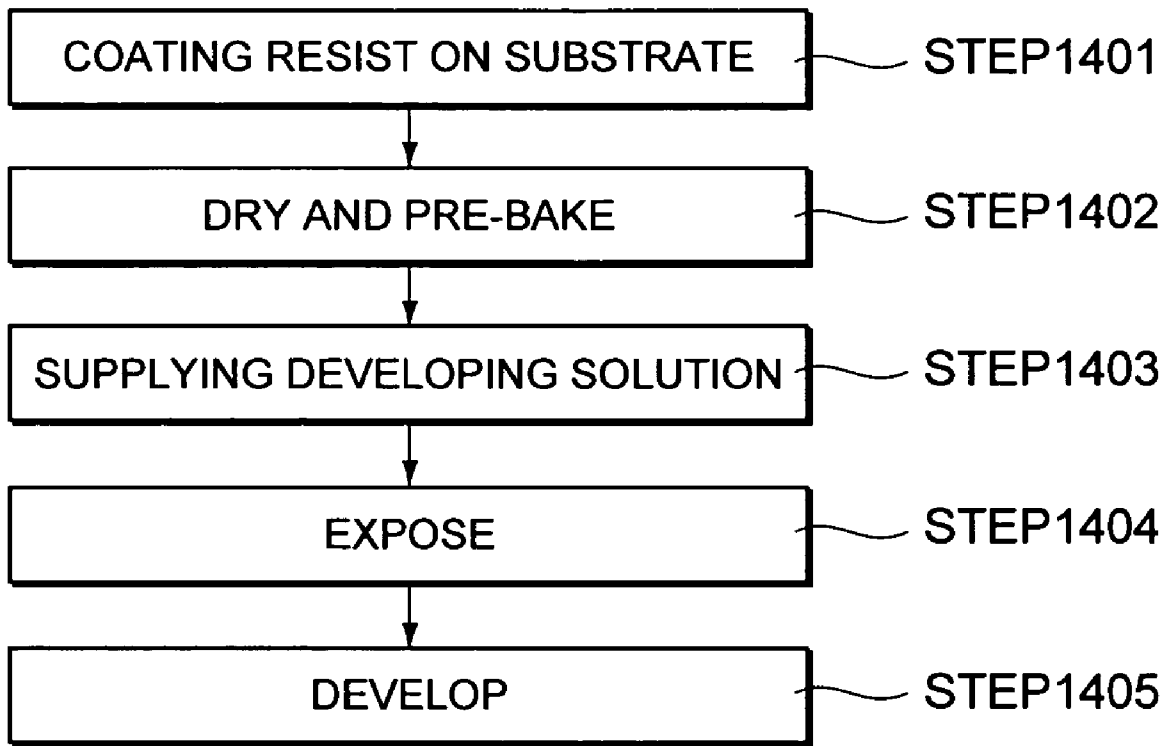 COATING RESIST ON SUBSTRATE STEP1401
DRY AND PRE-BAKE STEP1402
SUPPLYING DEVELOPING SOLUTION STEP1403
EXPOSE STEP1404
DEVELOP STEP1405